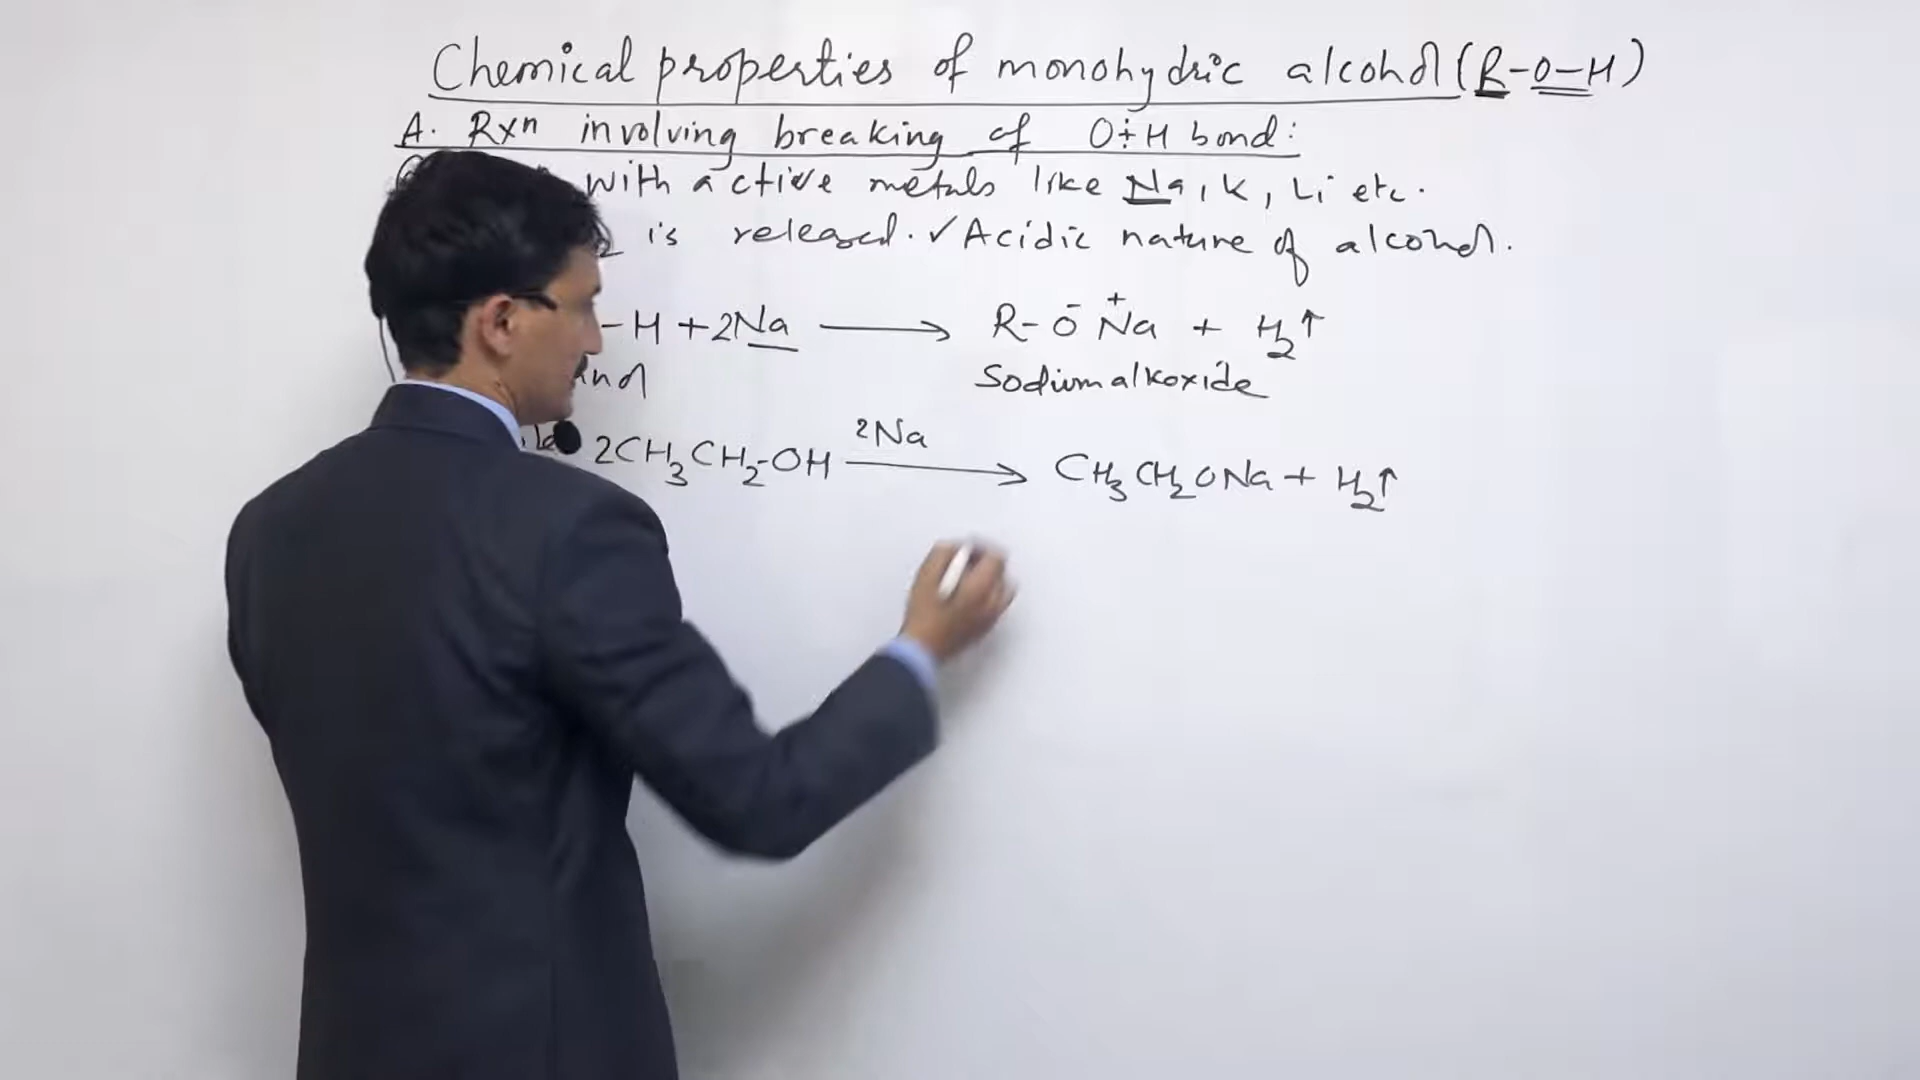 Chemical properties of monohydric alcohol (R-O-H)
A. Rxn involving breaking of O÷H bond:
with active metals like Na, K, Li etc.
2 is released. ✓Acidic nature of alcohol.
-H + 2Na ⟶ R-O⁻ Na⁺ + H₂↑
Sodium alkoxide
2CH₃CH₂-OH 2Na ⟶ CH₃CH₂ONa + H₂↑